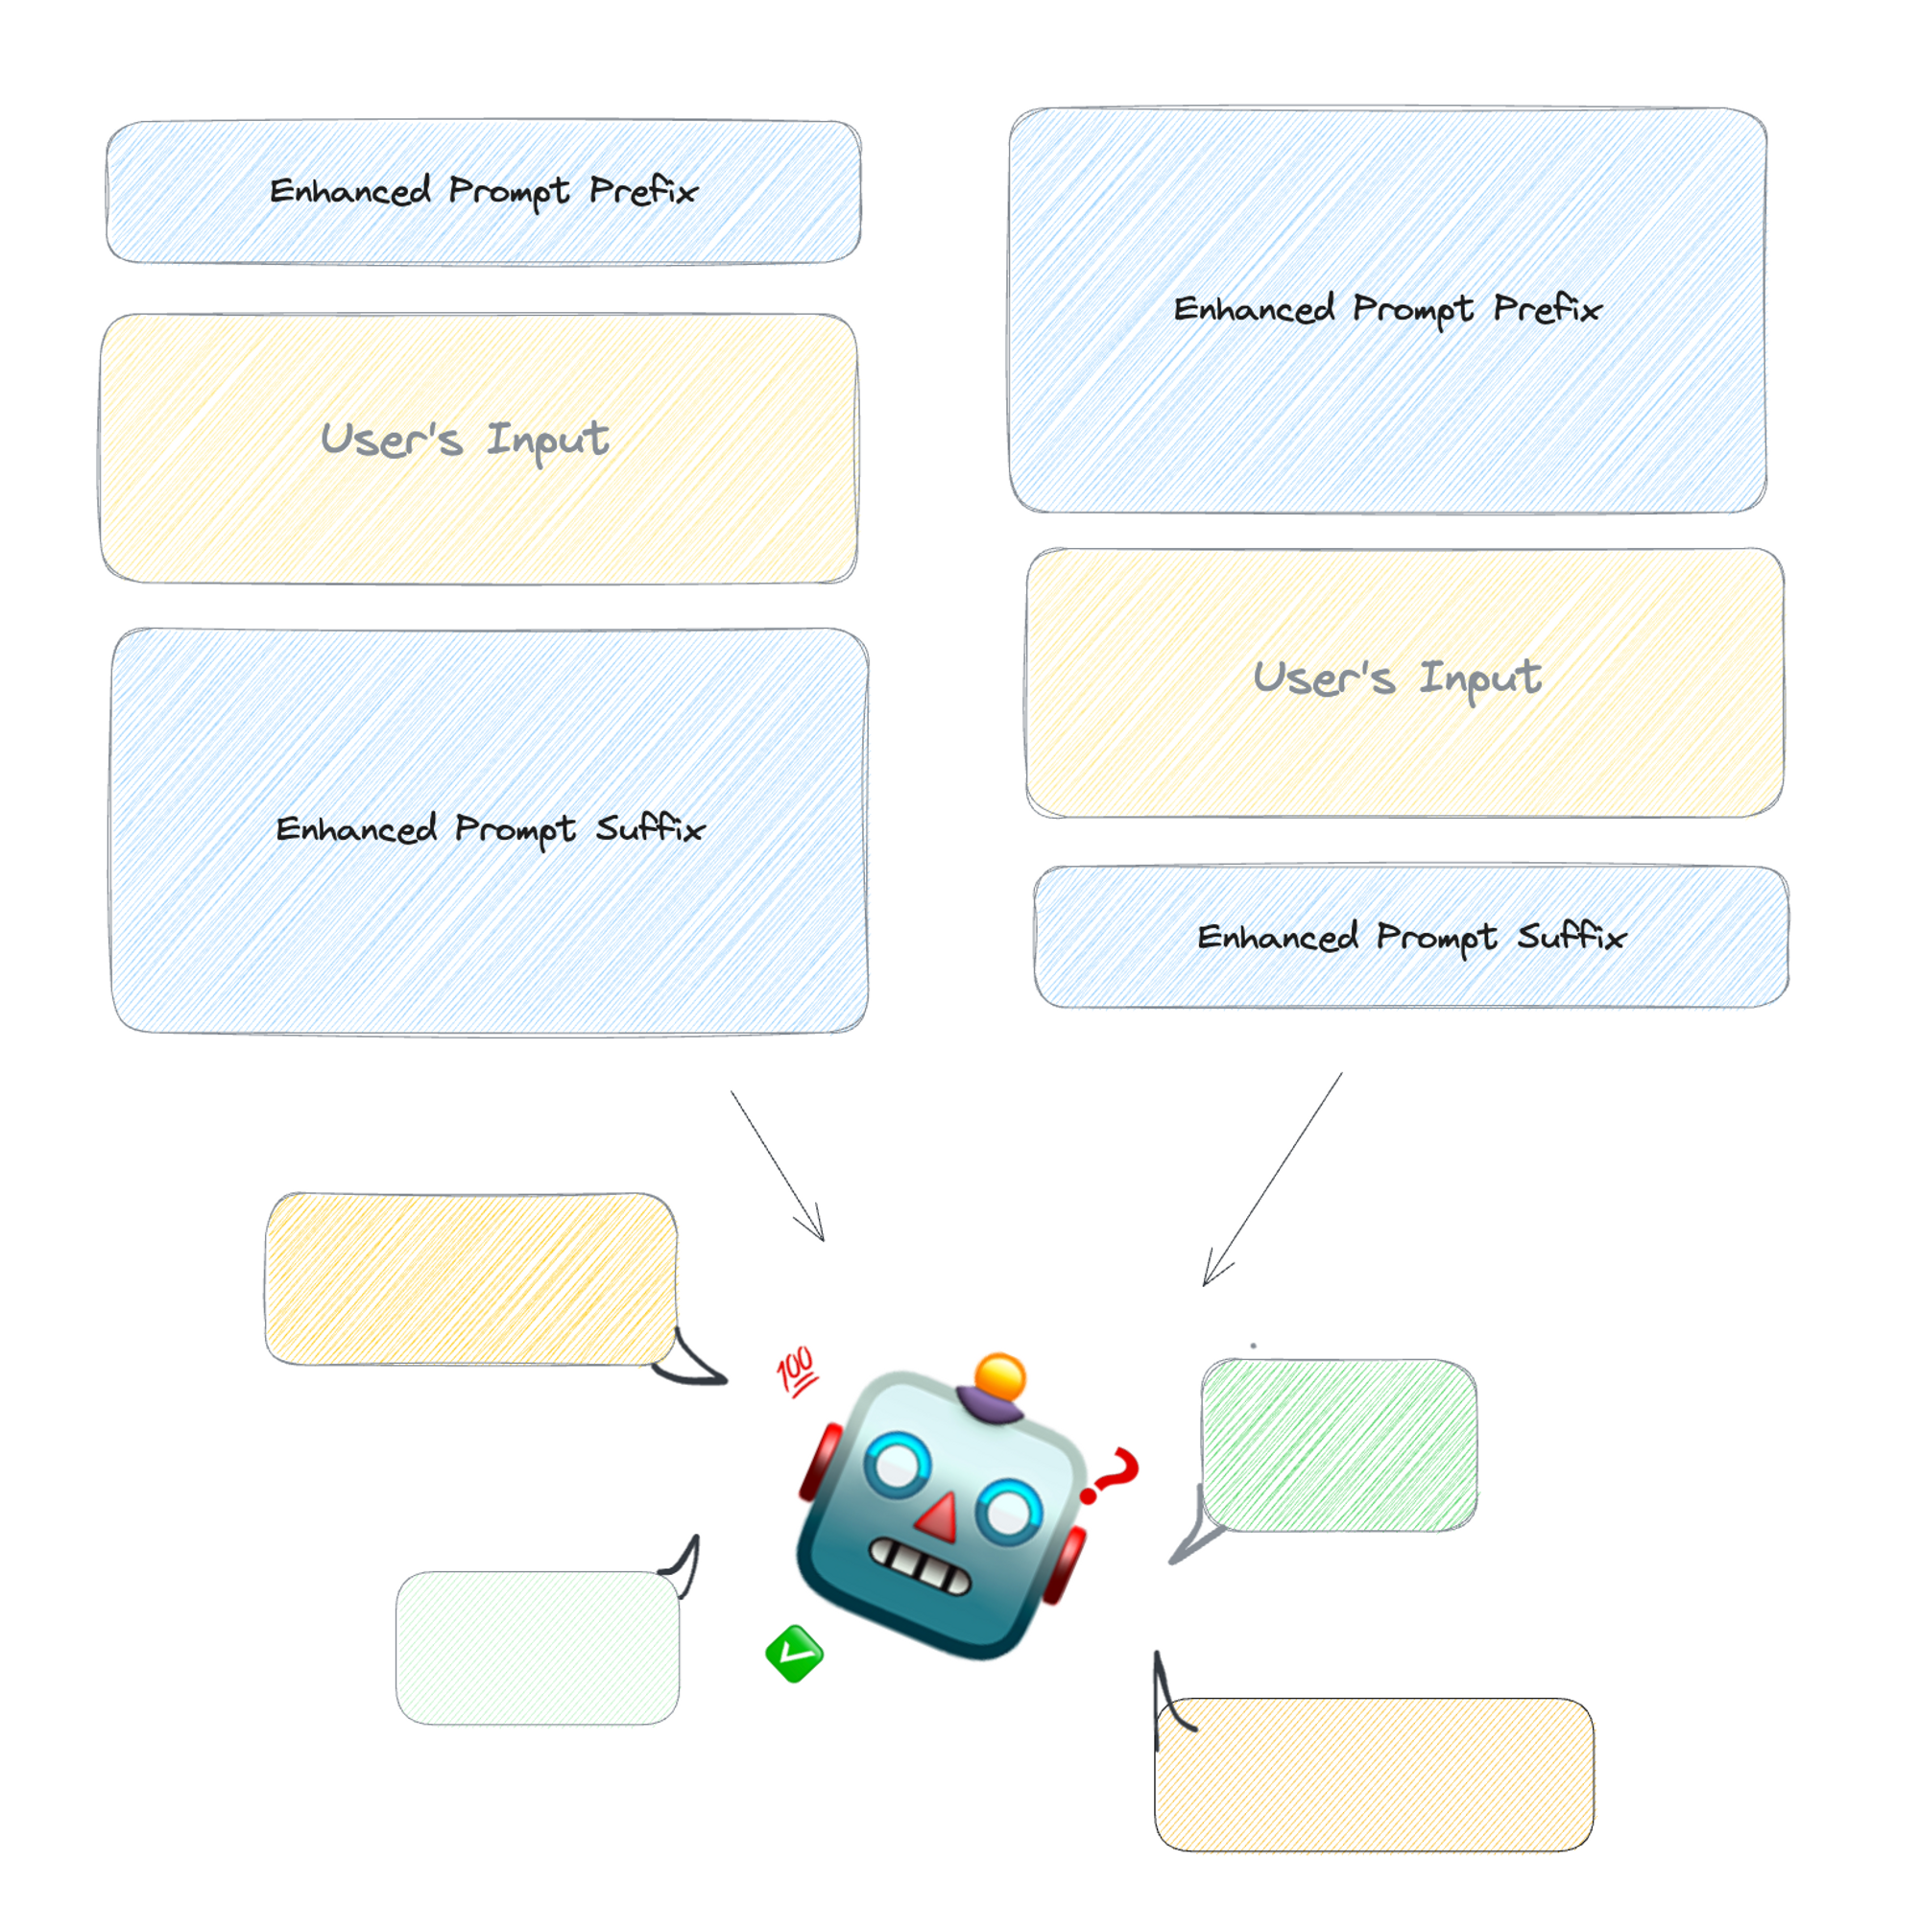 Enhanced Prompt Prefix
User's Input
Enhanced Prompt Suffix
Enhanced Prompt Prefix
User's Input
Enhanced Prompt Suffix
100
?